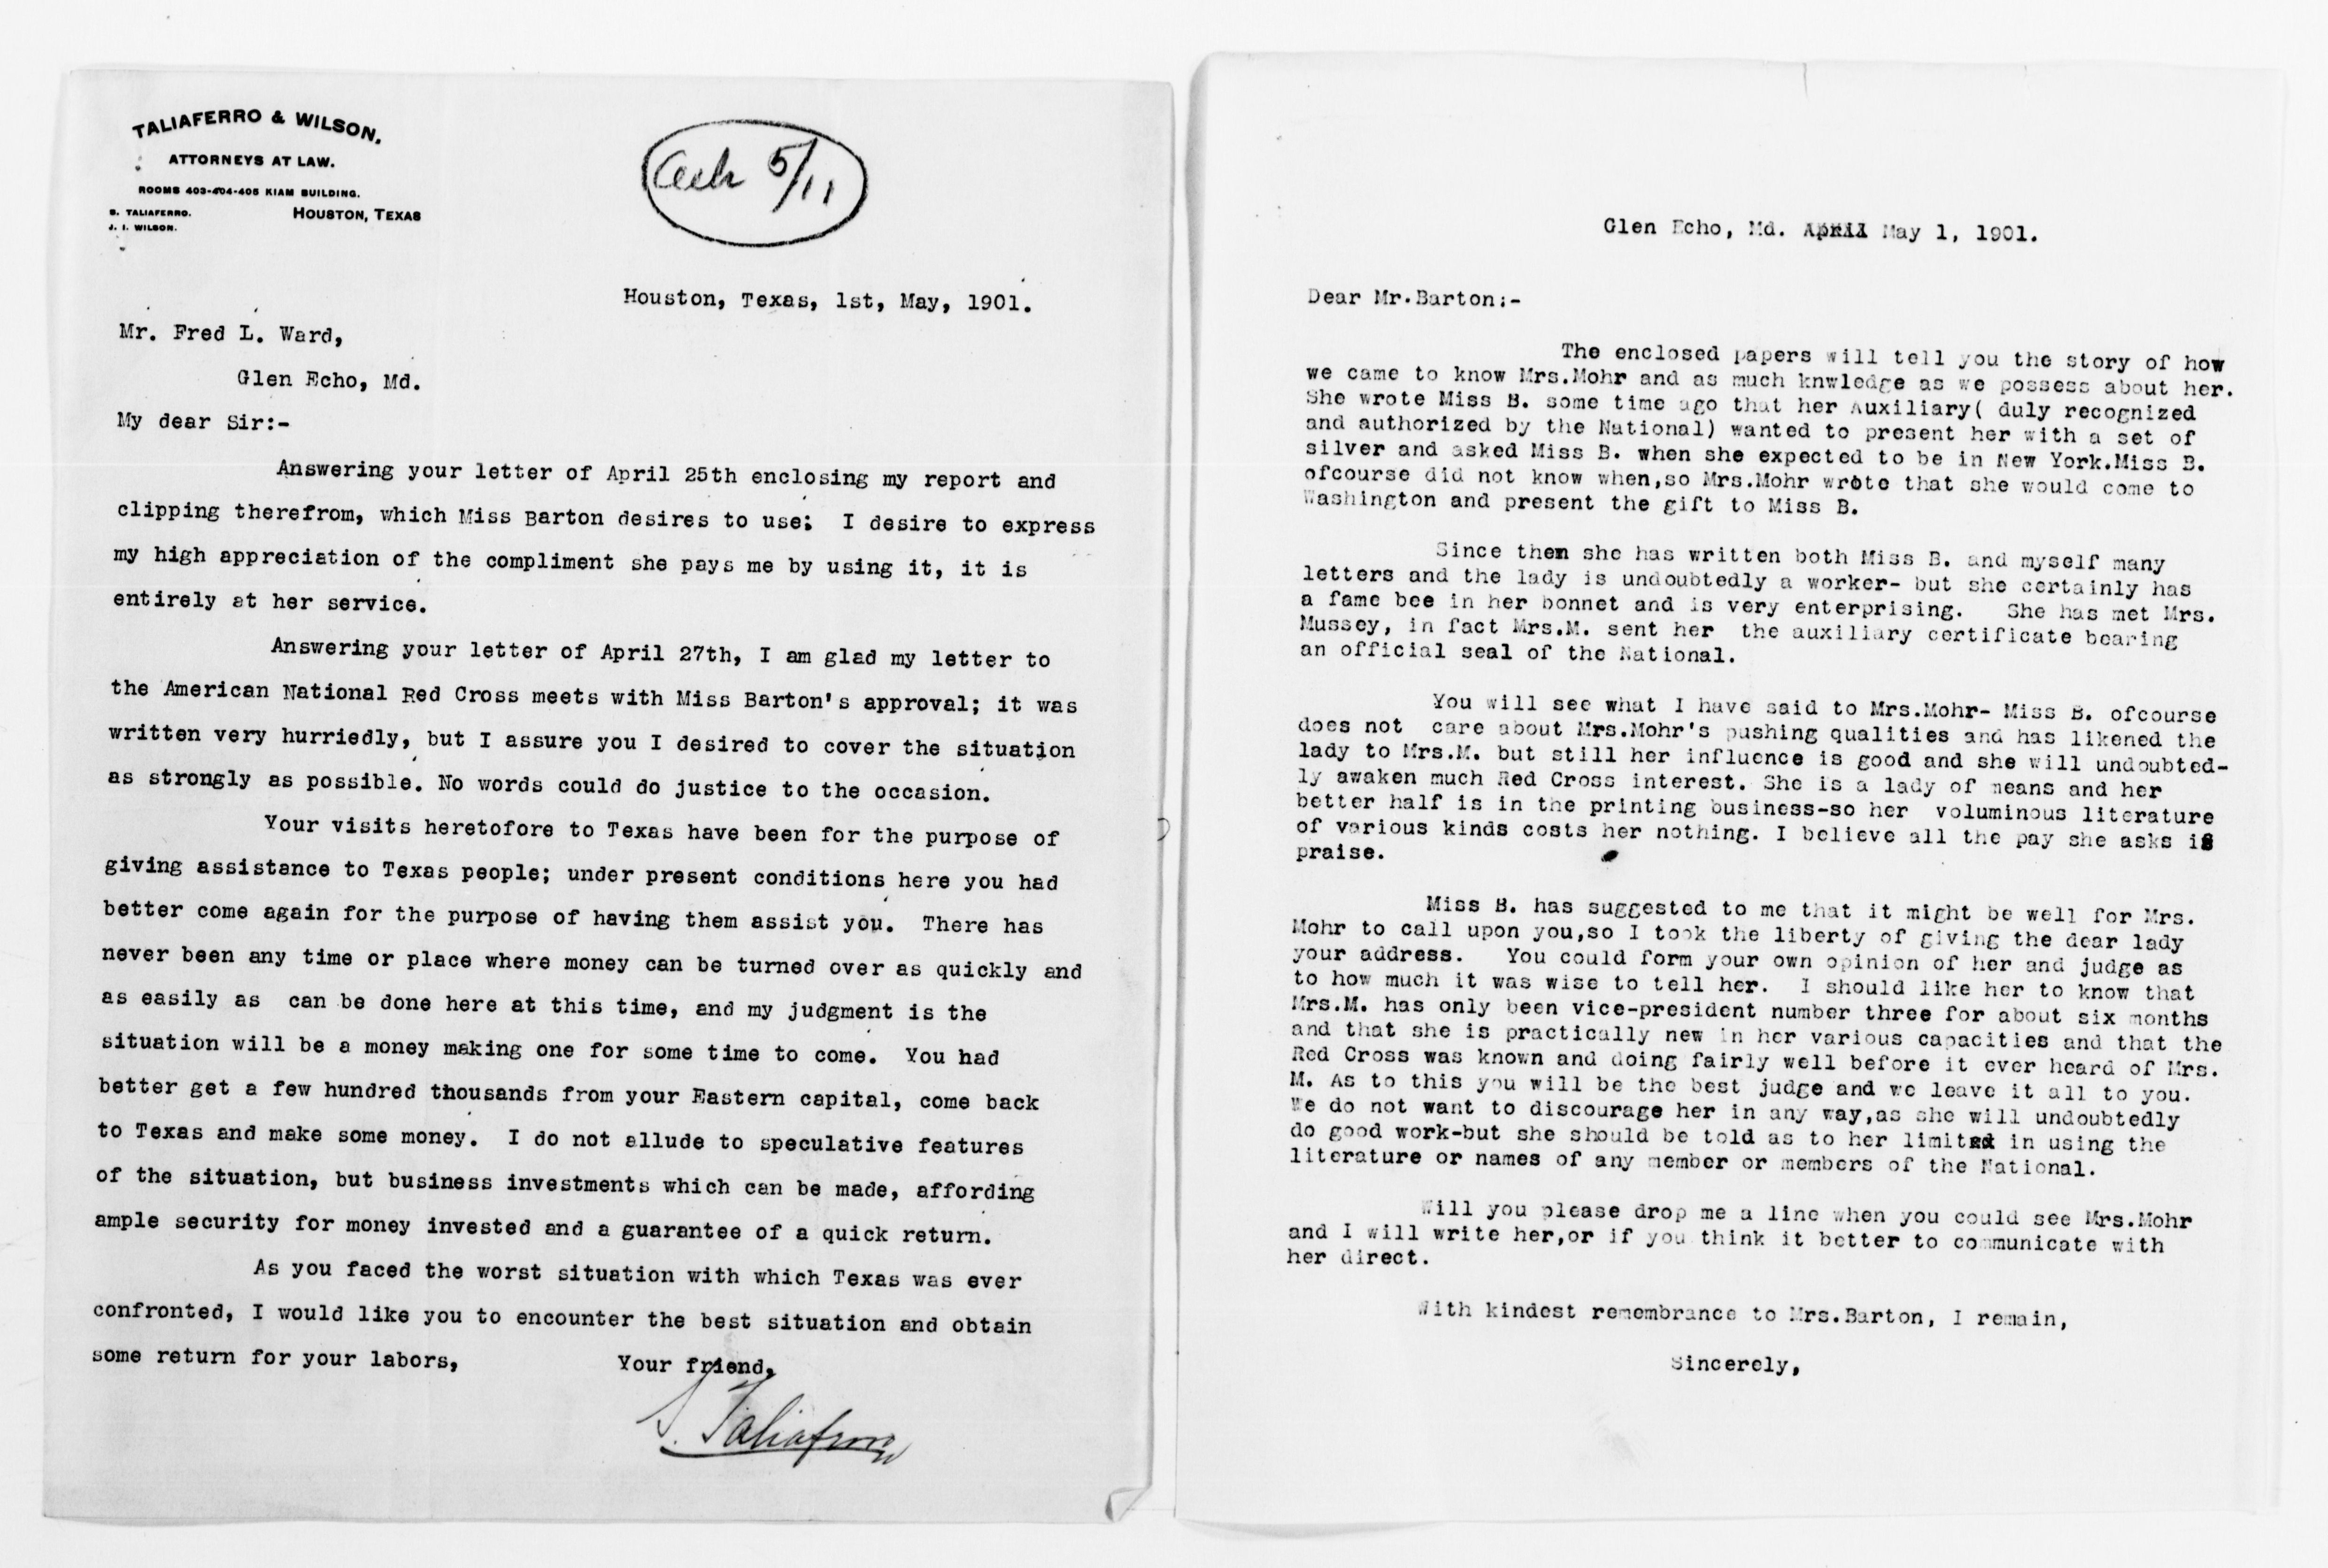 TALIAFERRO & WILSON,
ATTORNEYS AT LAW.
ROOMS 403-404-405 KIAM BUILDING.
S. TALIAFERRO.
HOUSTON, TEXAS
J. I. WILSON.
Ack 5/11
Houston, Texas, 1st, May, 1901.
Mr. Fred L. Ward,
Glen Echo, Md.
My dear Sir:-
Answering your letter of April 25th enclosing my report and
clipping therefrom, which Miss Barton desires to use; I desire to express
my high appreciation of the compliment she pays me by using it, it is
entirely at her service.
Answering your letter of April 27th, I am glad my letter to
the American National Red Cross meets with Miss Barton's approval; it was
written very hurriedly, but I assure you I desired to cover the situation
as strongly as possible. No words could do justice to the occasion.
Your visits heretofore to Texas have been for the purpose of
giving assistance to Texas people; under present conditions here you had
better come again for the purpose of having them assist you. There has
never been any time or place where money can be turned over as quickly and
as easily as can be done here at this time, and my judgment is the
situation will be a money making one for some time to come. You had
better get a few hundred thousands from your Eastern capital, come back
to Texas and make some money. I do not allude to speculative features
of the situation, but business investments which can be made, affording
ample security for money invested and a guarantee of a quick return.
As you faced the worst situation with which Texas was ever
confronted, I would like you to encounter the best situation and obtain
some return for your labors,
Your friend,
S. Taliaferro
Glen Echo, Md. April May 1, 1901.
Dear Mr.Barton:-
The enclosed papers will tell you the story of how
we came to know Mrs.Mohr and as much knwledge as we possess about her.
She wrote Miss B. some time ago that her Auxiliary( duly recognized
and authorized by the National) wanted to present her with a set of
silver and asked Miss B. when she expected to be in New York.Miss B.
ofcourse did not know when,so Mrs.Mohr wrote that she would come to
Washington and present the gift to Miss B.
Since then she has written both Miss B. and myself many
letters and the lady is undoubtedly a worker- but she certainly has
a fame bee in her bonnet and is very enterprising. She has met Mrs.
Mussey, in fact Mrs.M. sent her the auxiliary certificate bearing
an official seal of the National.
You will see what I have said to Mrs.Mohr- Miss B. ofcourse
does not care about Mrs.Mohr's pushing qualities and has likened the
lady to Mrs.M. but still her influence is good and she will undoubted-
ly awaken much Red Cross interest. She is a lady of means and her
better half is in the printing business-so her voluminous literature
of various kinds costs her nothing. I believe all the pay she asks is
praise.
Miss B. has suggested to me that it might be well for Mrs.
Mohr to call upon you,so I took the liberty of giving the dear lady
your address. You could form your own opinion of her and judge as
to how much it was wise to tell her. I should like her to know that
Mrs.M. has only been vice-president number three for about six months
and that she is practically new in her various capacities and that the
Red Cross was known and doing fairly well before it ever heard of Mrs.
M. As to this you will be the best judge and we leave it all to you.
We do not want to discourage her in any way,as she will undoubtedly
do good work-but she should be told as to her limits in using the
literature or names of any member or members of the National.
Will you please drop me a line when you could see Mrs.Mohr
and I will write her,or if you think it better to communicate with
her direct.
With kindest remembrance to Mrs.Barton, I remain,
Sincerely,